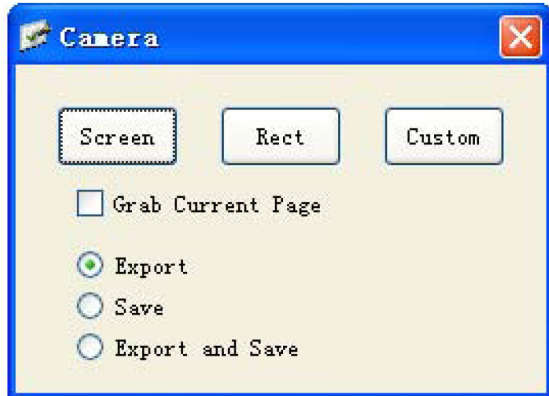 Camera
Screen Rect Custom
Grab Current Page
Export
Save
Export and Save